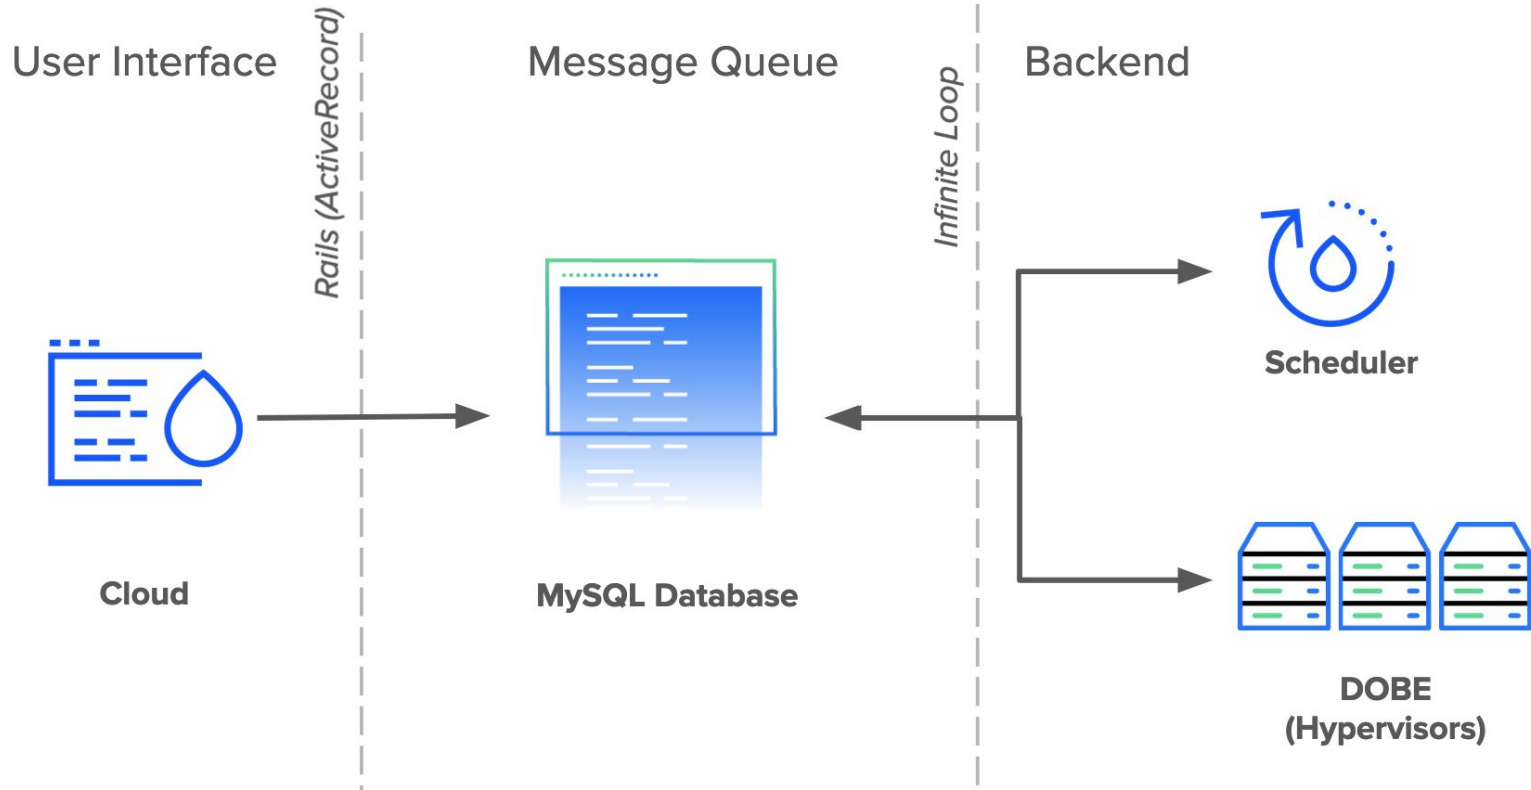 User Interface
Rails (ActiveRecord)
Message Queue
Infinite Loop
Backend
Cloud
MySQL Database
Scheduler
DOBE
(Hypervisors)